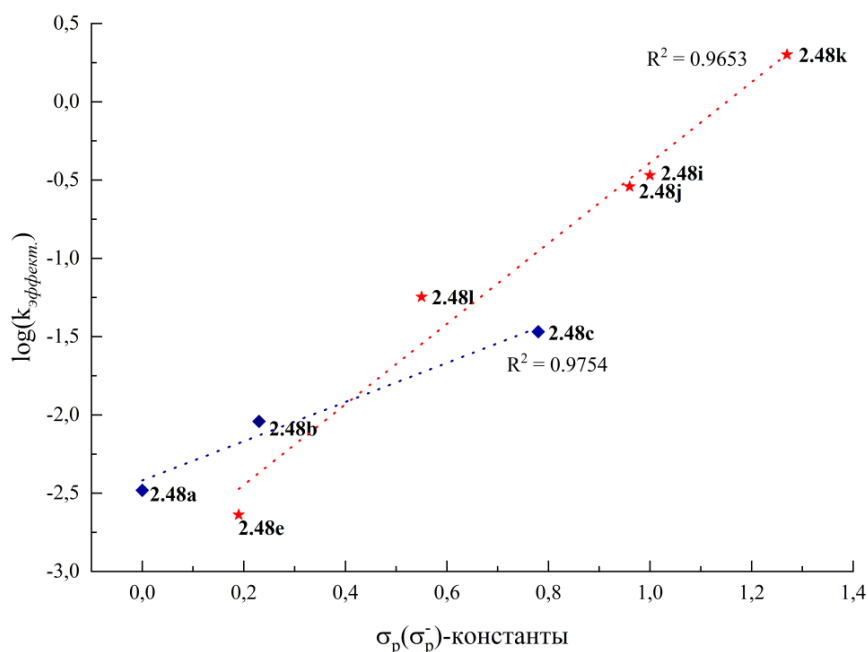 0,5
0,0
-0,5
-1,0
-1,5
-2,0
-2,5
-3,0
log(k эффект.)
R² = 0.9653
2.48k
2.48i
2.48j
2.48l
2.48c
R² = 0.9754
2.48b
2.48a
2.48e
0,0 0,2 0,4 0,6 0,8 1,0 1,2 1,4
σp(σp⁻)-константы